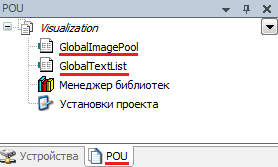 POU
Visualization
GlobalImagePool
GlobalTextList
Менеджер библиотек
Установки проекта
Устройства
POU